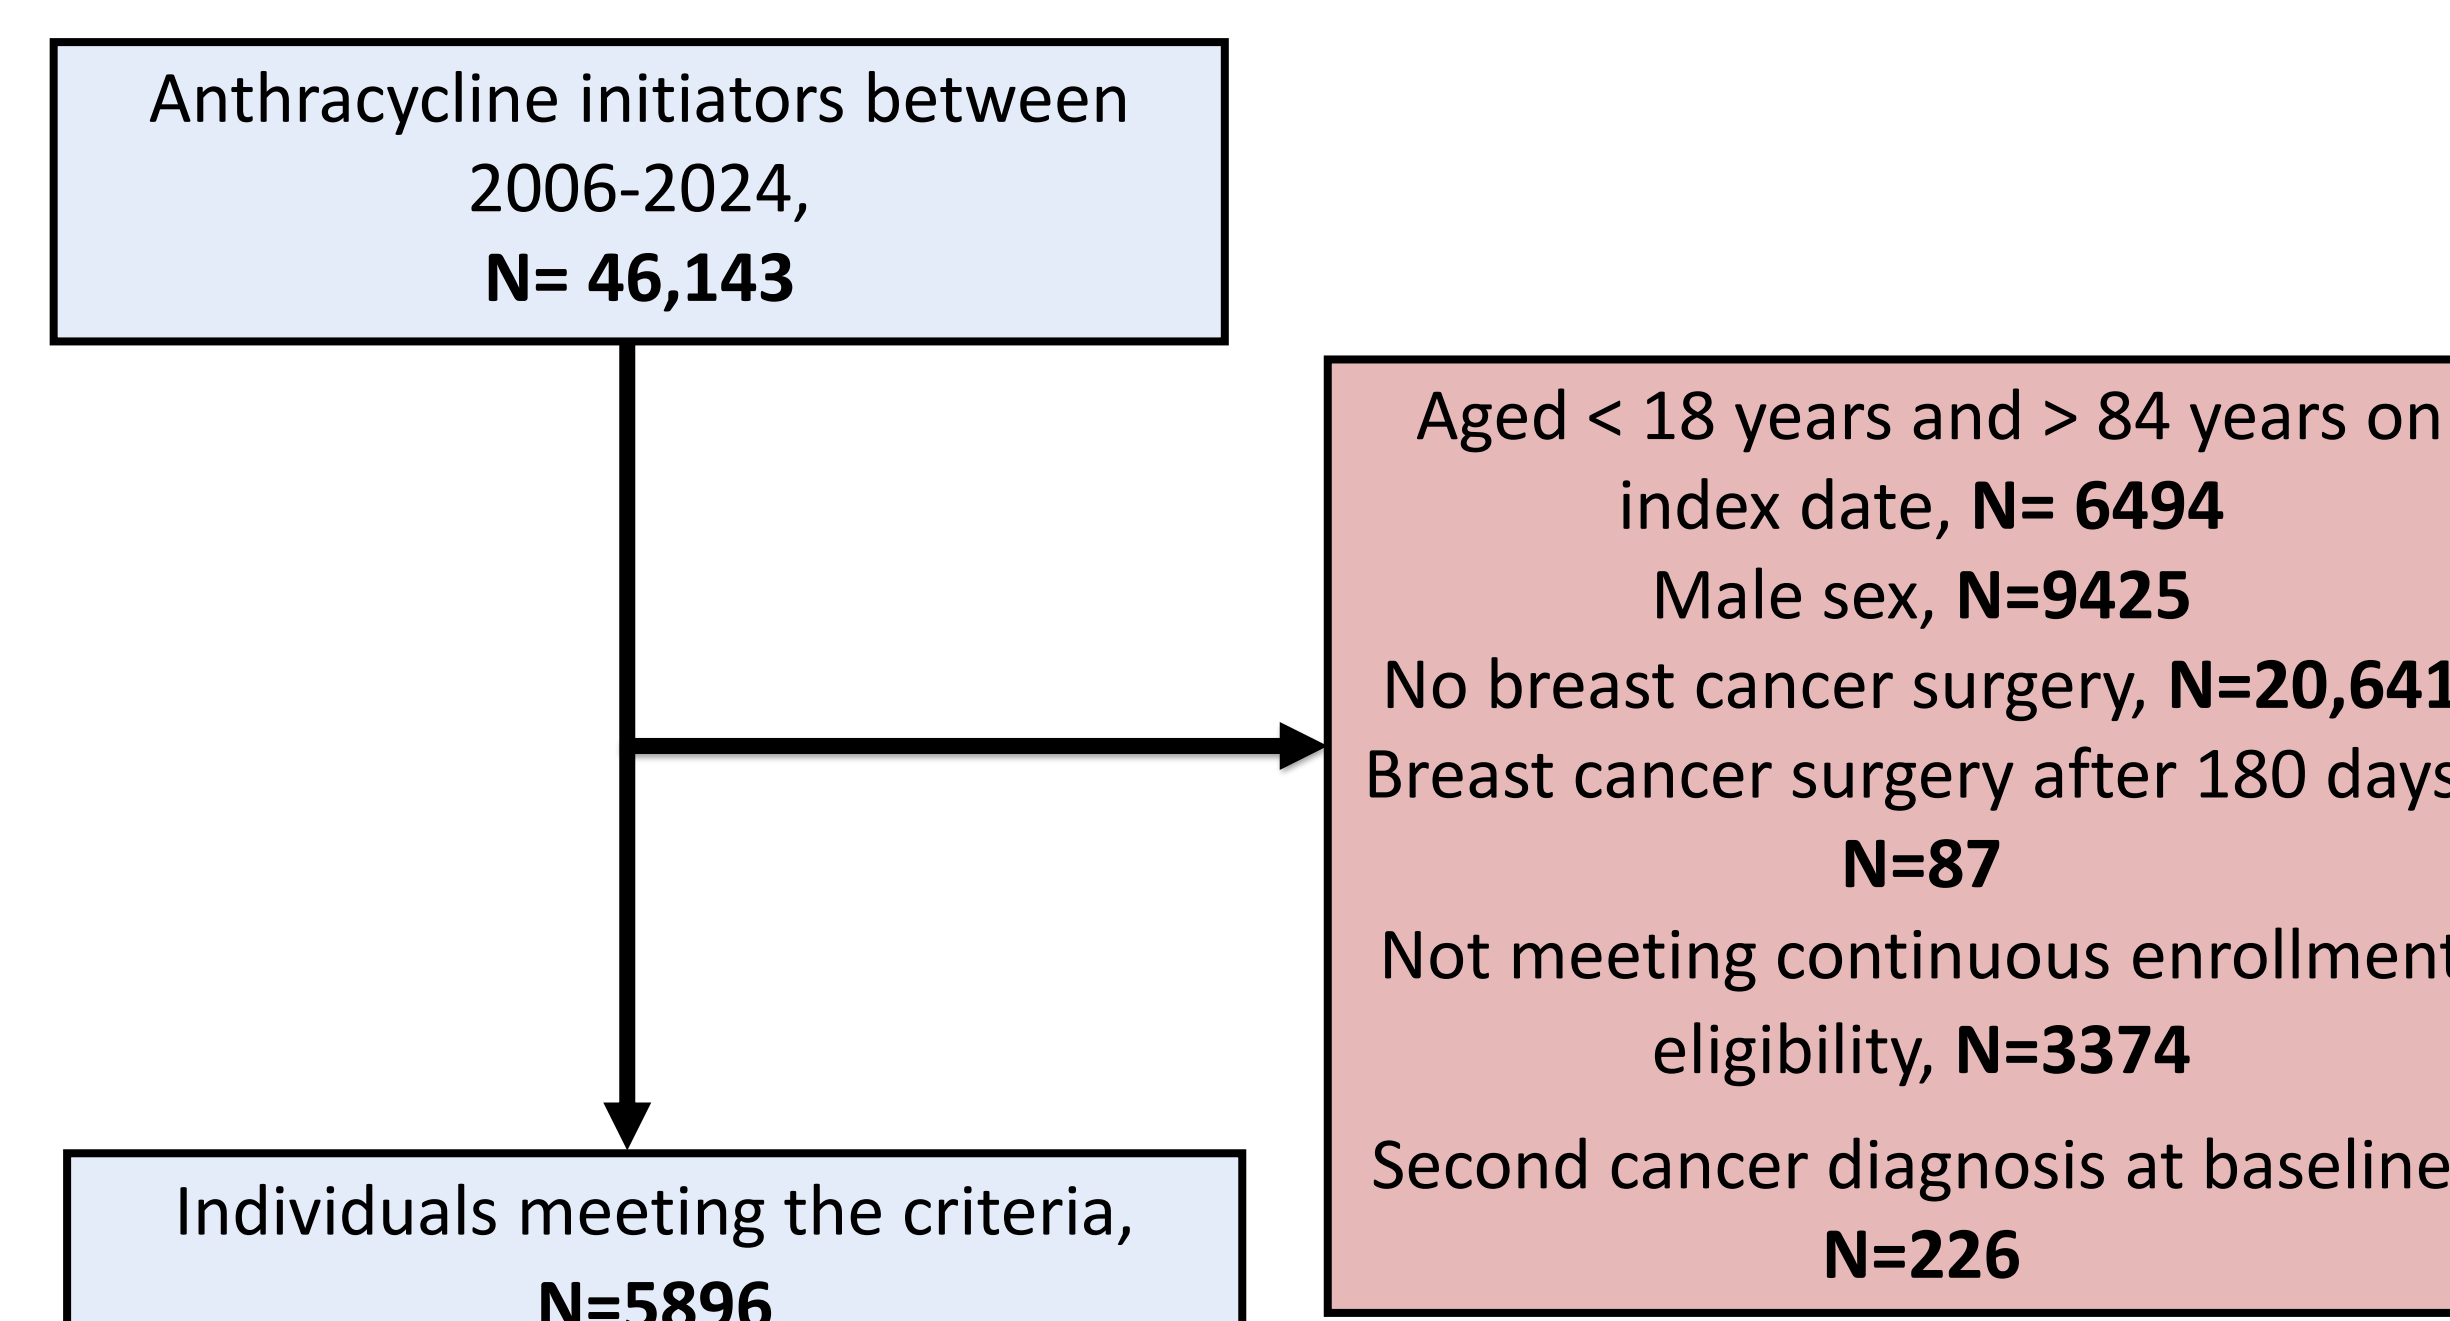 Anthracycline initiators between
2006-2024,
N= 46,143
Aged < 18 years and > 84 years on
index date, N= 6494
Male sex, N=9425
No breast cancer surgery, N=20,641
Breast cancer surgery after 180 days
N=87
Not meeting continuous enrollment
eligibility, N=3374
Second cancer diagnosis at baseline
N=226
Individuals meeting the criteria,
N=5896